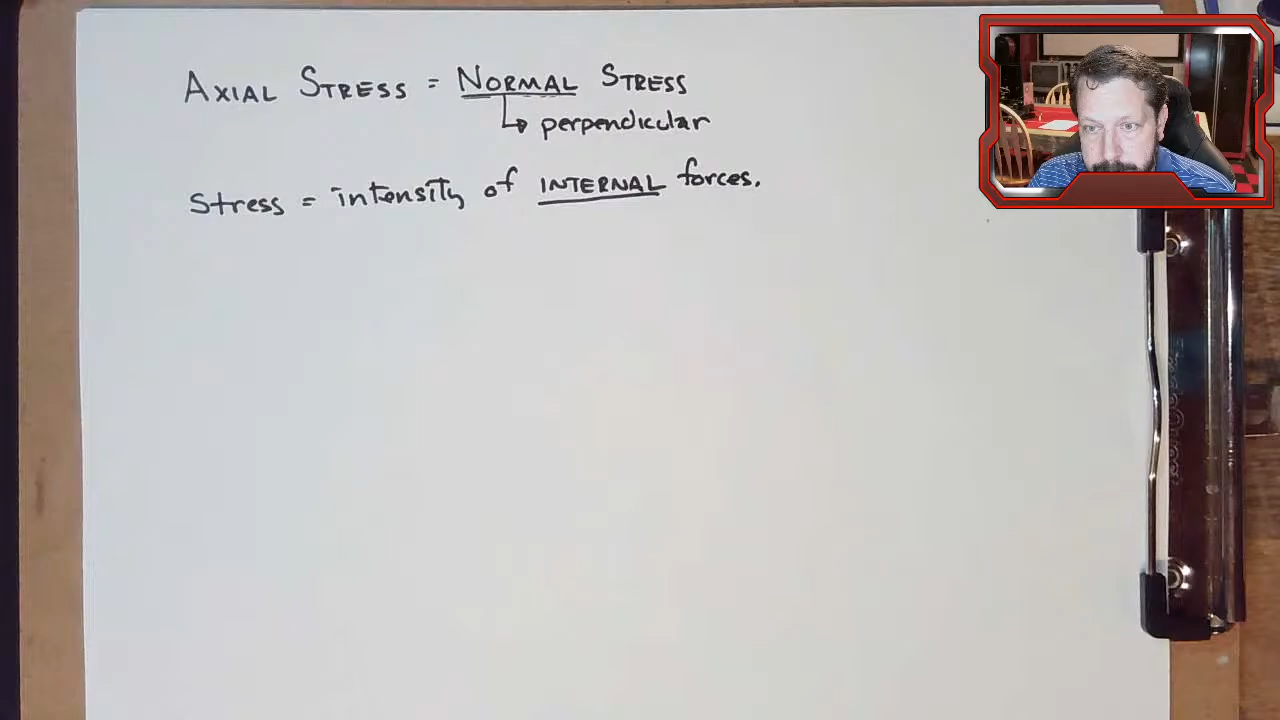 AXIAL STRESS = NORMAL STRESS
↳ perpendicular
Stress = intensity of INTERNAL forces.